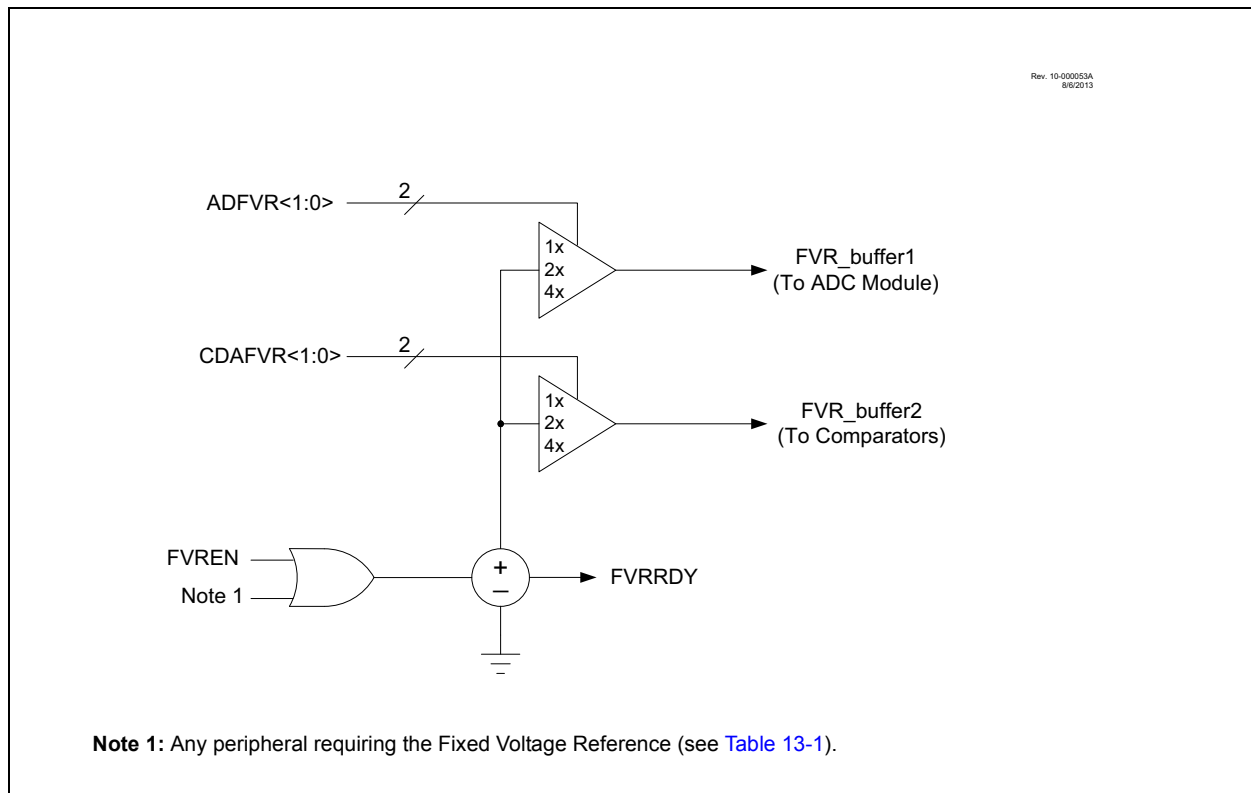 Rev. 10-000053A
8/6/2013
ADFVR<1:0>
2
1x
2x
4x
FVR_buffer1
(To ADC Module)
CDAFVR<1:0>
2
1x
2x
4x
FVR_buffer2
(To Comparators)
FVREN
Note 1
+
–
FVRRDY
Note 1: Any peripheral requiring the Fixed Voltage Reference (see Table 13-1).